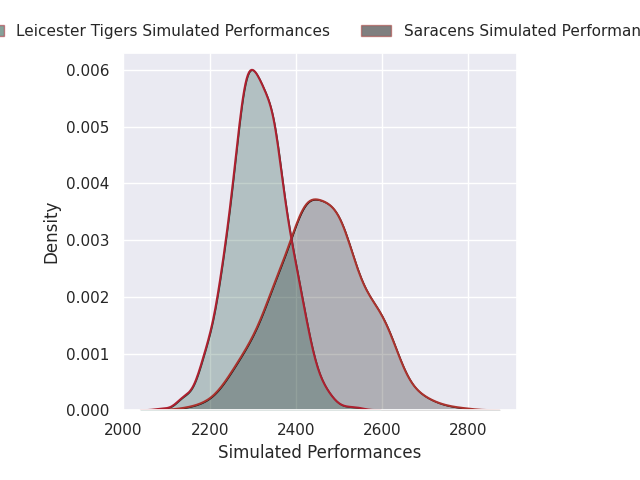 Leicester Tigers Simulated Performances
Saracens Simulated Performan
0.006
0.005
0.004
0.003
0.002
0.001
0.000
Density
2000 2200 2400 2600 2800
Simulated Performances